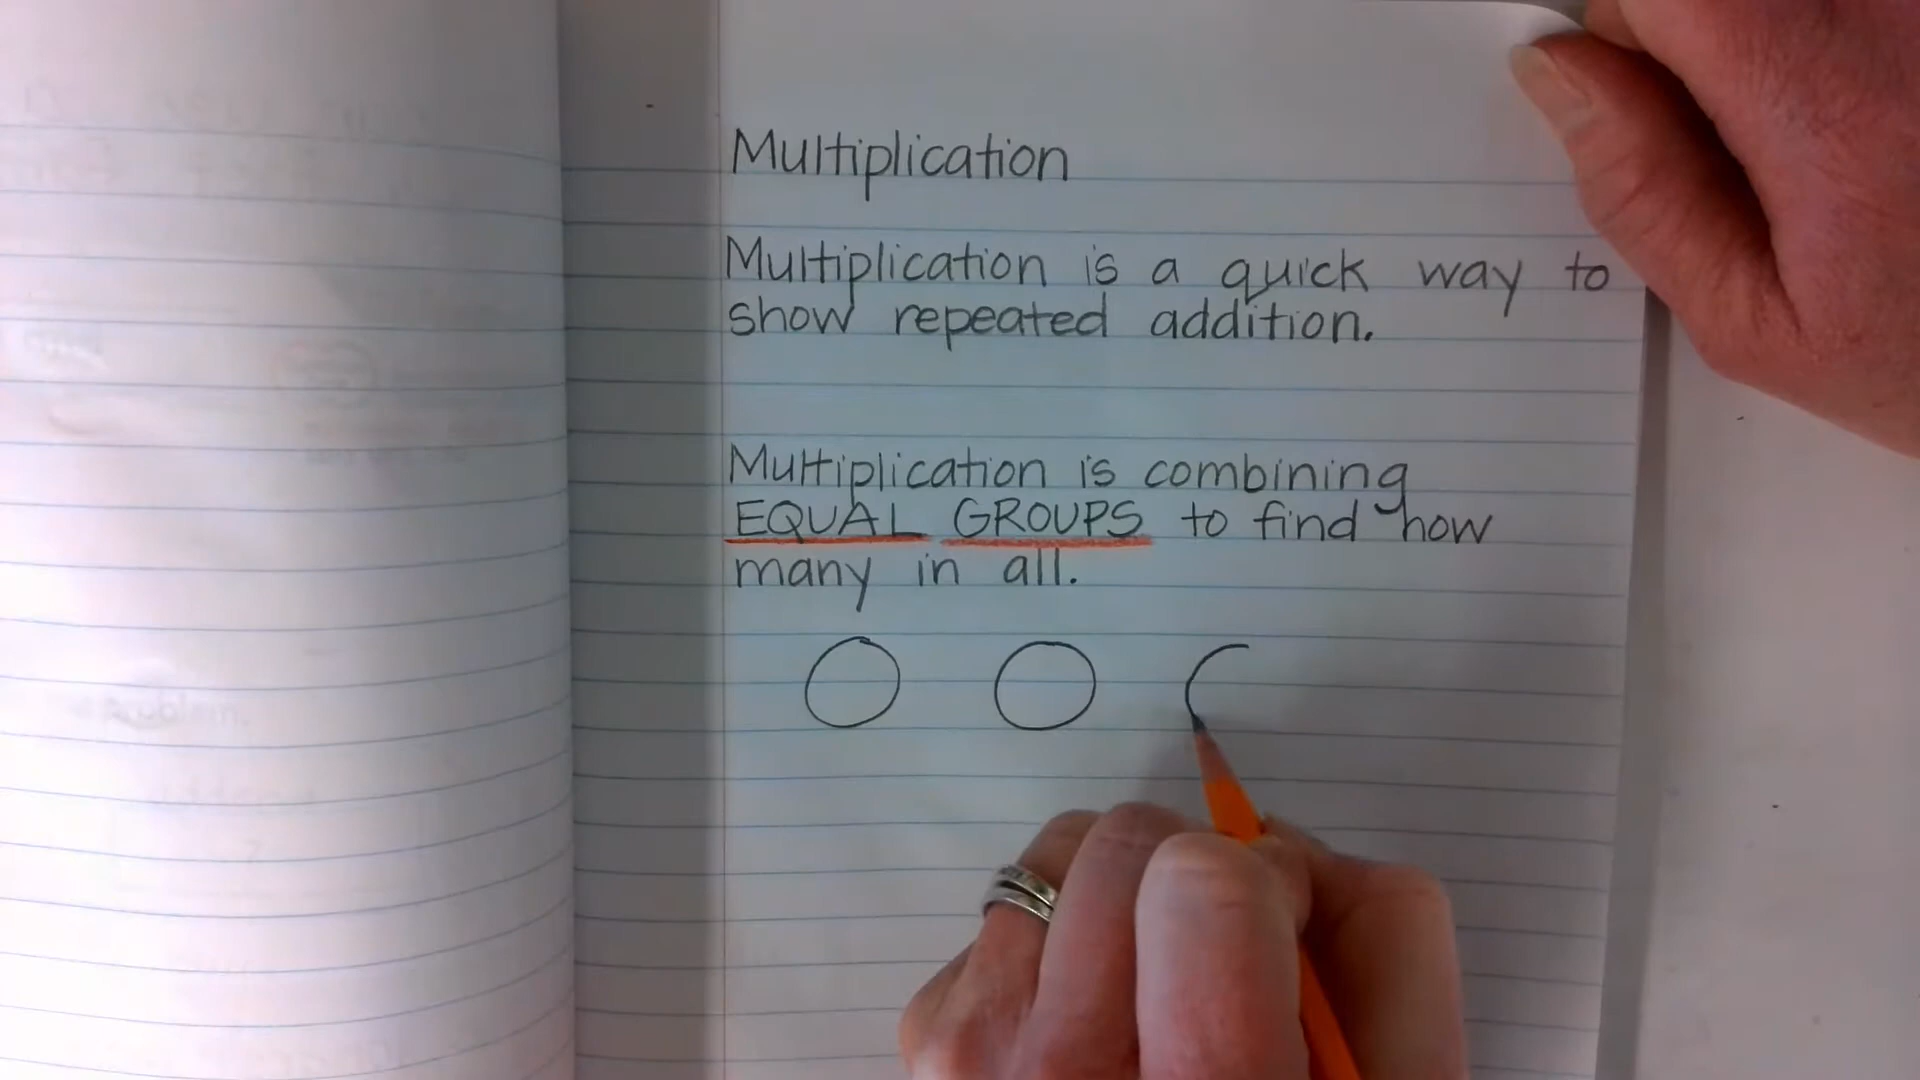 Multiplication
Multiplication is a quick way to
show repeated addition.
Multiplication is combining
EQUAL GROUPS to find how
many in all.
problem.